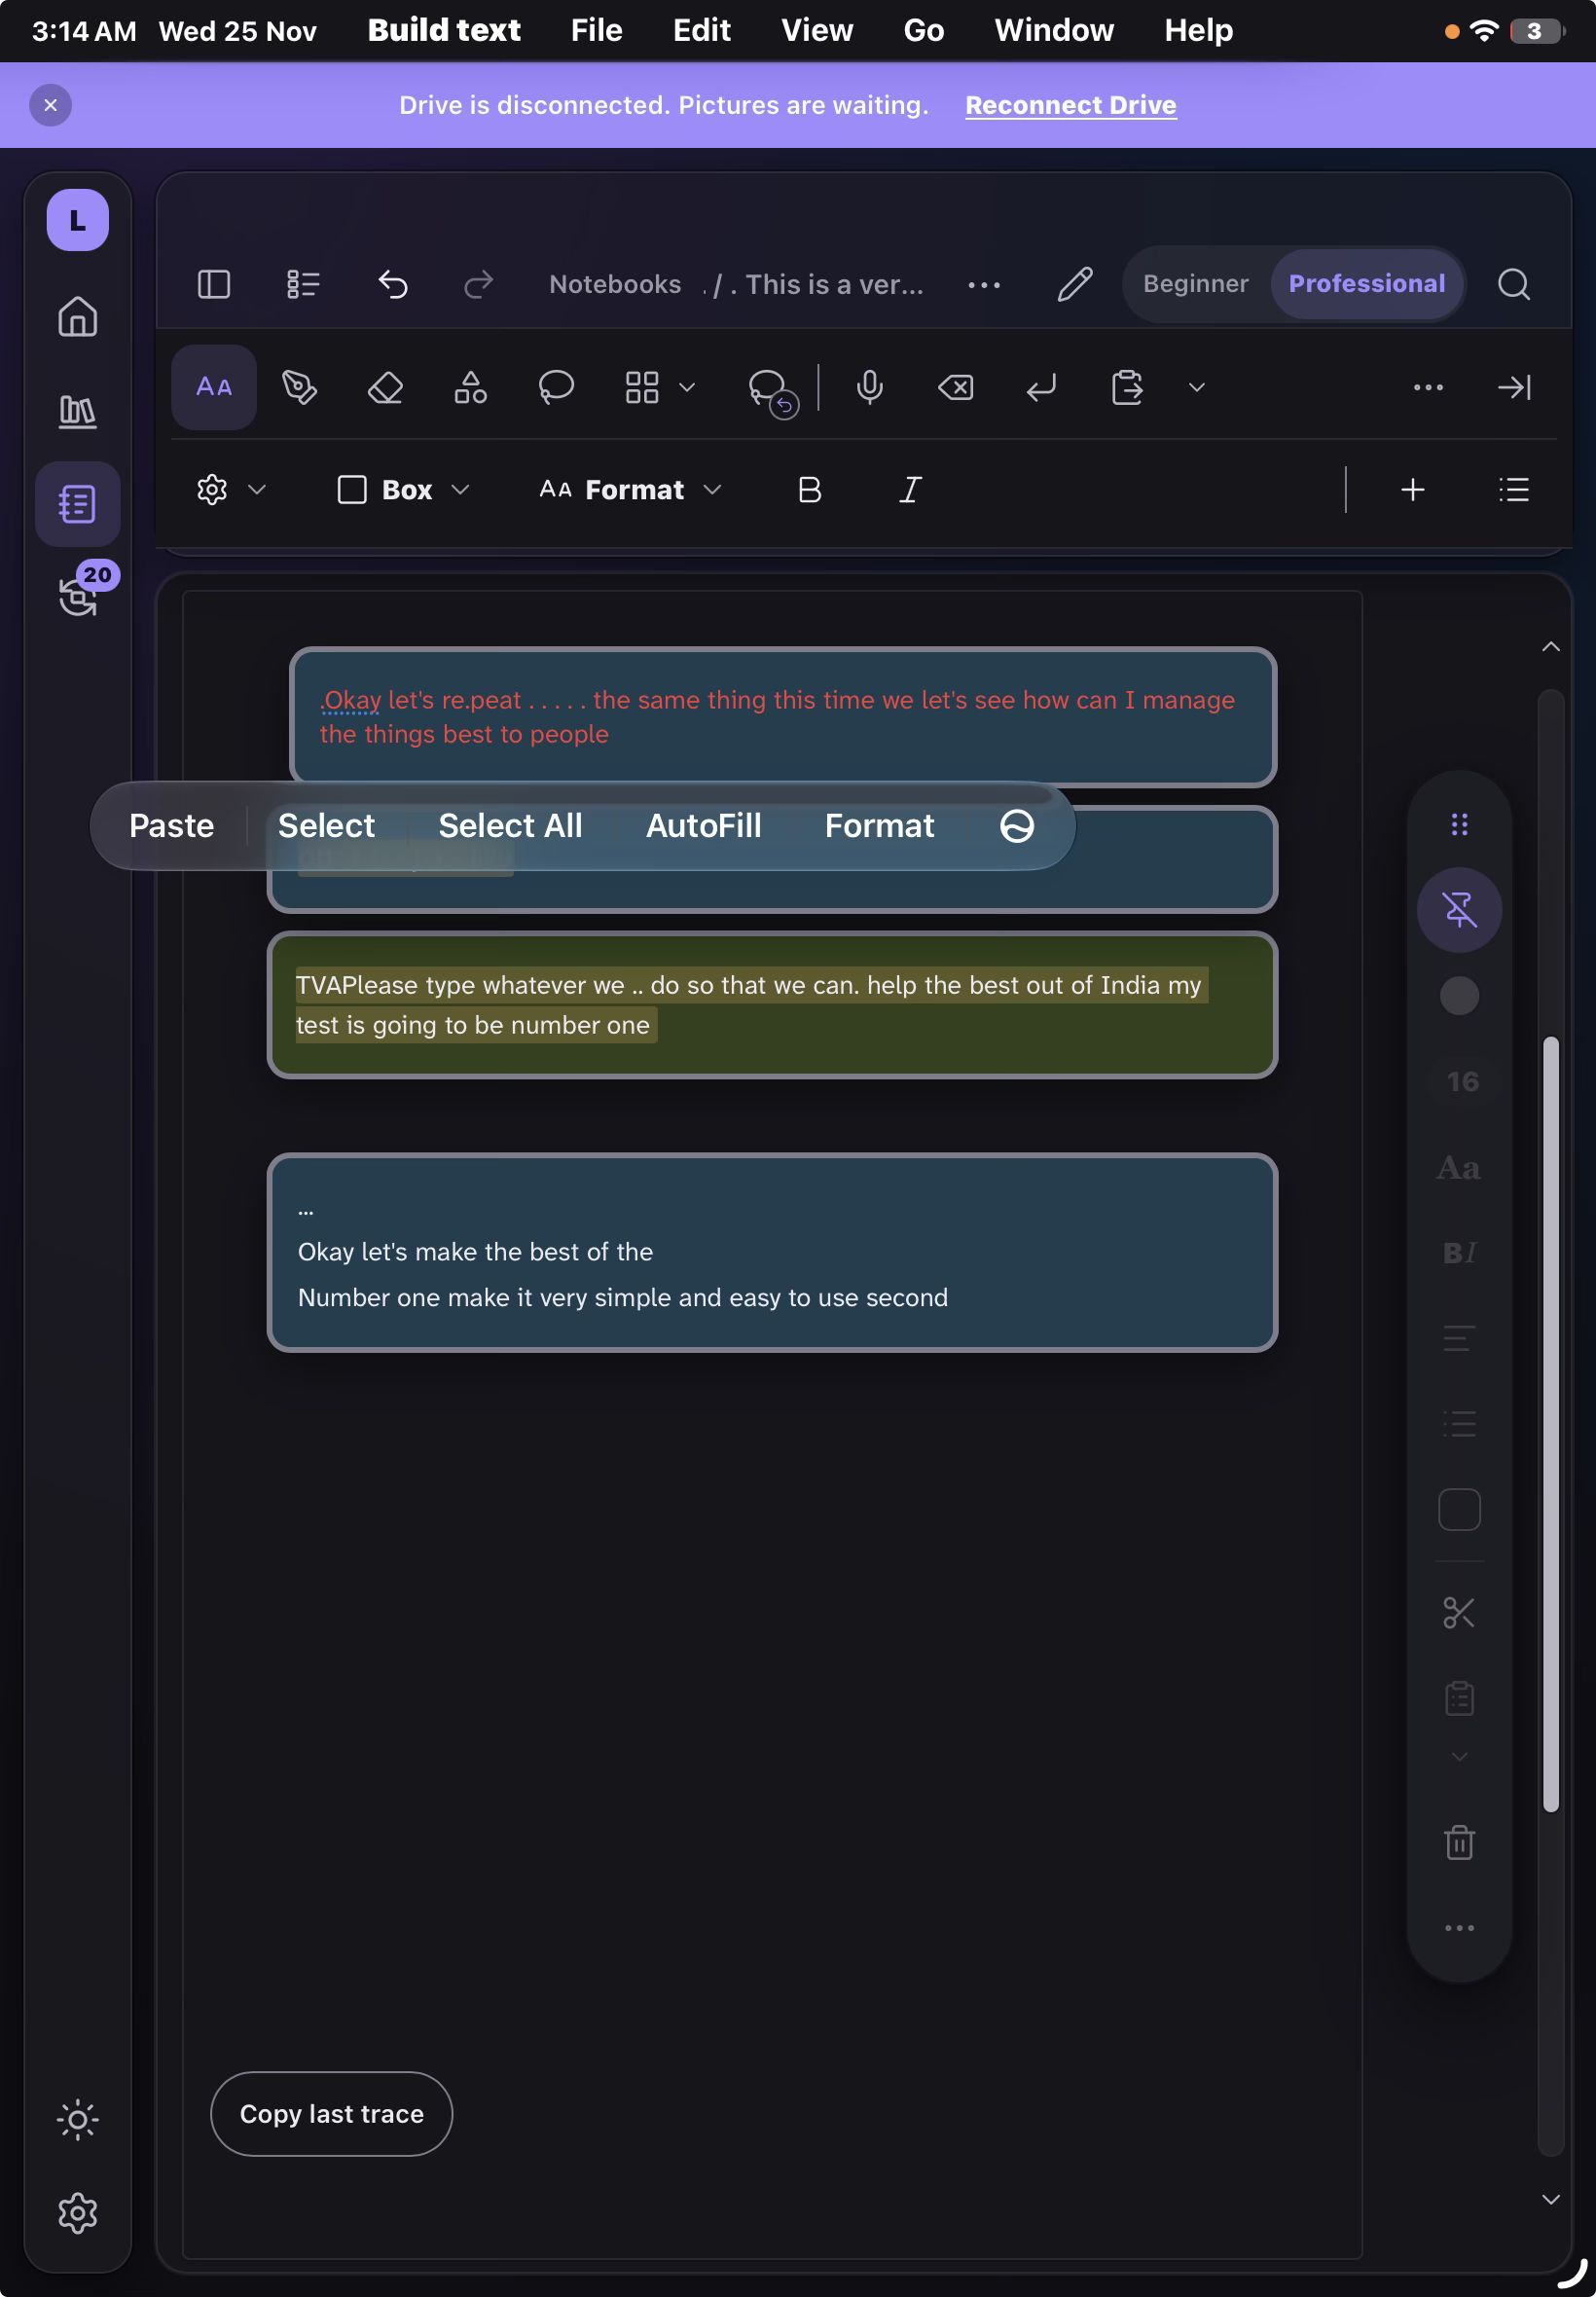 3:14 AM Wed 25 Nov Build text File Edit View Go Window Help 3
Drive is disconnected. Pictures are waiting. Reconnect Drive
L
Notebooks . / . This is a ver... Beginner Professional
AA
Box AA Format B I
20
.Okay let's re.peat . . . . . the same thing this time we let's see how can I manage
the things best to people
Paste Select Select All AutoFill Format
TVAPlease type whatever we .. do so that we can. help the best out of India my
test is going to be number one
16
Aa
BI
...
Okay let's make the best of the
Number one make it very simple and easy to use second
Copy last trace